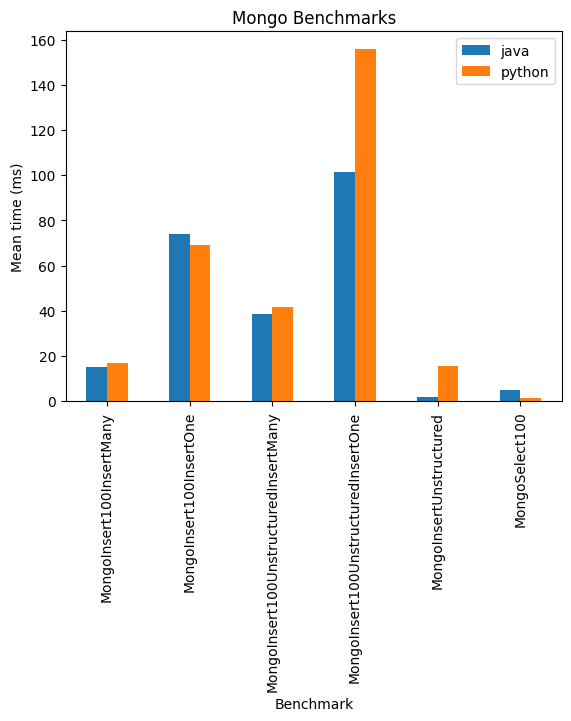 Mongo Benchmarks
java
python
Mean time (ms)
160
140
120
100
80
60
40
20
0
MongoInsert100InsertMany
MongoInsert100InsertOne
MongoInsert100UnstructuredInsertMany
MongoInsert100UnstructuredInsertOne
MongoInsertUnstructured
MongoSelect100
Benchmark